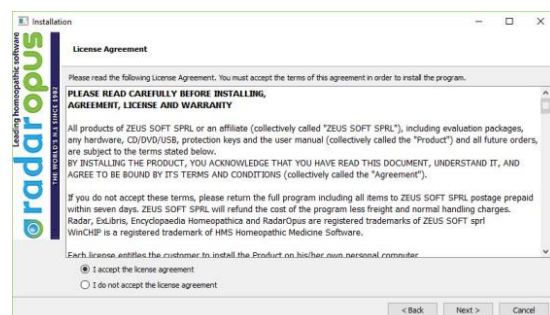 Installation
Leading homeopathic software
radaropus
THE WORLD'S N.1 SINCE 1982
License Agreement
Please read the following License Agreement. You must accept the terms of this agreement in order to install the program.
PLEASE READ CAREFULLY BEFORE INSTALLING,
AGREEMENT, LICENSE AND WARRANTY
All products of ZEUS SOFT SPRL or an affiliate (collectively called "ZEUS SOFT SPRL"), including evaluation packages,
any hardware, CD/DVD/USB, protection keys and the user manual (collectively called the "Product") and all future orders,
are subject to the terms stated below.
BY INSTALLING THE PRODUCT, YOU ACKNOWLEDGE THAT YOU HAVE READ THIS DOCUMENT, UNDERSTAND IT, AND
AGREE TO BE BOUND BY ITS TERMS AND CONDITIONS (collectively called the "Agreement").
If you do not accept these terms, please return the full program including all items to ZEUS SOFT SPRL postage prepaid
within seven days. ZEUS SOFT SPRL will refund the cost of the program less freight and normal handling charges.
Radar, ExLibris, Encyclopaedia Homeopathica and RadarOpus are registered trademarks of ZEUS SOFT sprl
WinCHIP is a registered trademark of HMS Homeopathic Medicine Software.
Each license entitles the customer to install the Product on his/her own personal computer
I accept the license agreement
I do not accept the license agreement
< Back
Next >
Cancel